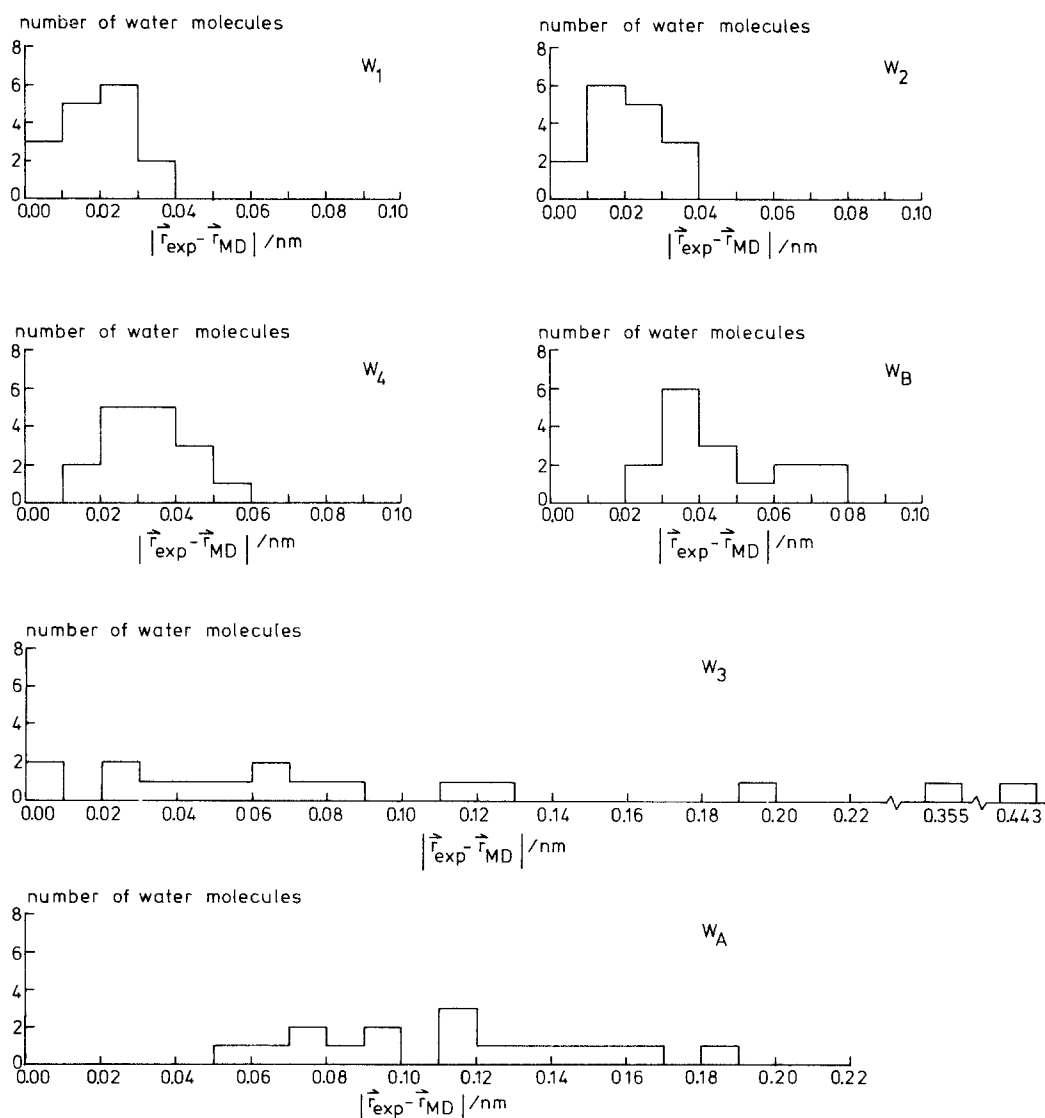 number of water molecules
W1
8
6
4
2
0
0.00 0.02 0.04 0.06 0.08 0.10
|r⃗exp - r⃗MD| /nm
number of water molecules
W2
8
6
4
2
0
0.00 0.02 0.04 0.06 0.08 0.10
|r⃗exp - r⃗MD| /nm
number of water molecules
W4
8
6
4
2
0
0.00 0.02 0.04 0.06 0.08 010
|r⃗exp - r⃗MD| /nm
number of water molecules
WB
8
6
4
2
0
0.00 0.02 0.04 0.06 0.08 0.10
|r⃗exp - r⃗MD| /nm
number of water molecules
W3
8
6
4
2
0
0.00 0.02 0.04 0.06 0.08 0.10 0.12 0.14 0.16 0.18 0.20 0.22 0.355 0.443
|r⃗exp - r⃗MD| /nm
number of water molecules
WA
8
6
4
2
0
0.00 0.02 0.04 0.06 0.08 0.10 0.12 0.14 0.16 0.18 0.20 0.22
|r⃗exp - r⃗MD| /nm